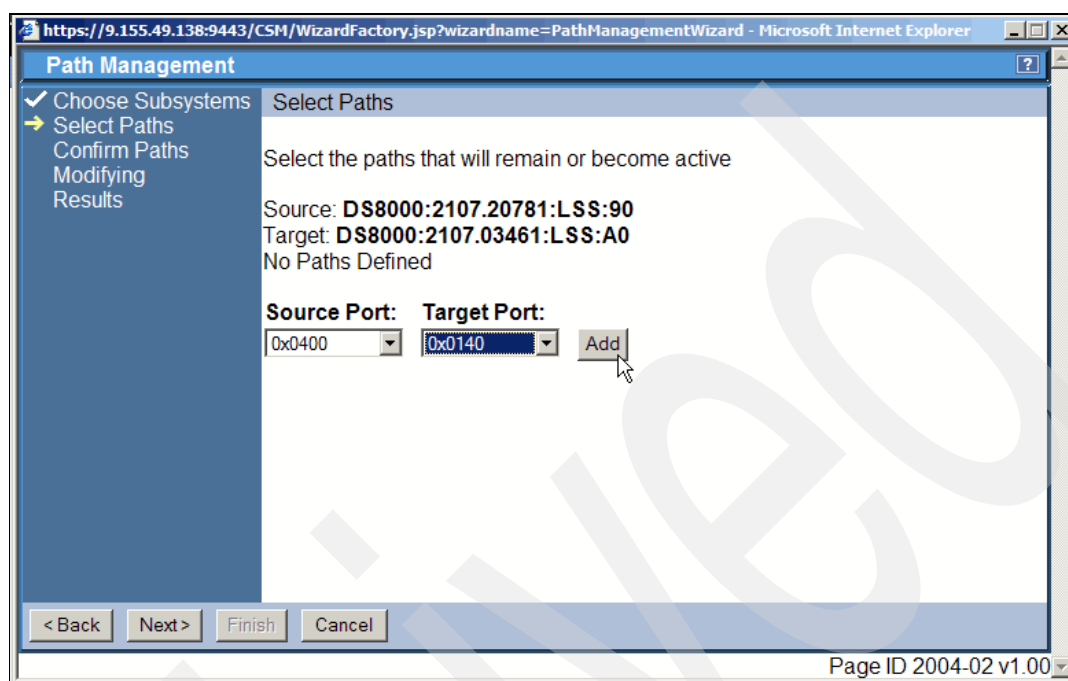 https://9.155.49.138:9443/CSM/WizardFactory.jsp?wizardname=PathManagementWizard - Microsoft Internet Explorer
Path Management
?
Choose Subsystems
Select Paths
Confirm Paths
Modifying
Results
Select Paths
Select the paths that will remain or become active
Source: DS8000:2107.20781:LSS:90
Target: DS8000:2107.03461:LSS:A0
No Paths Defined
Source Port: Target Port:
0x0400 0x0140 Add
< Back Next > Finish Cancel
Page ID 2004-02 v1.00